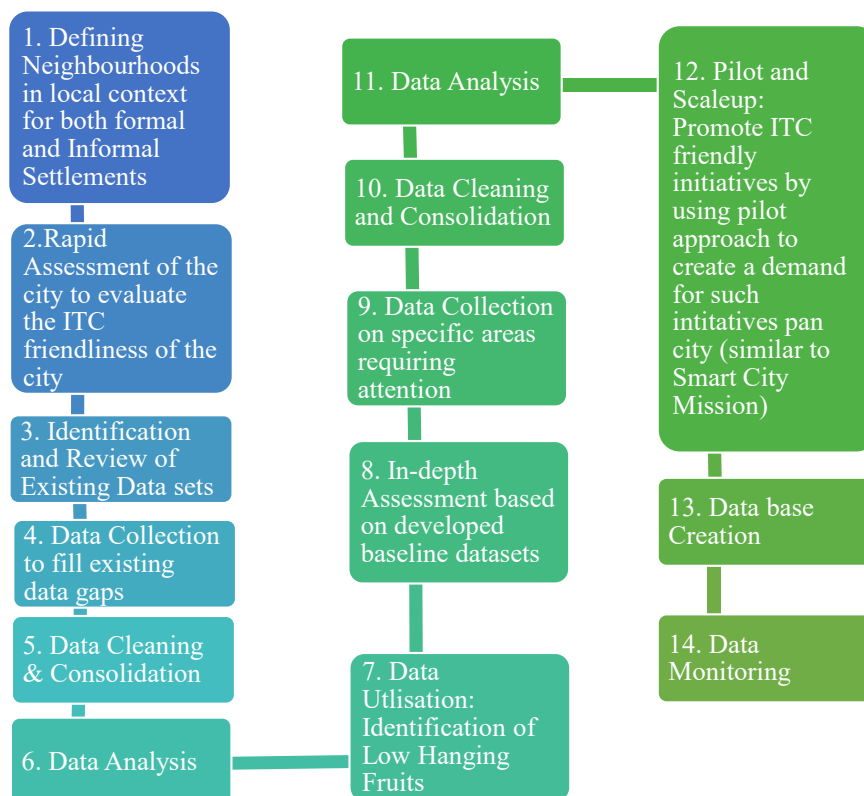 1. Defining
Neighbourhoods
in local context
for both formal
and Informal
Settlements
2.Rapid
Assessment of the
city to evaluate
the ITC
friendliness of the
city
3. Identification
and Review of
Existing Data sets
4. Data Collection
to fill existing
data gaps
5. Data Cleaning
& Consolidation
6. Data Analysis
7. Data
Utlisation:
Identification of
Low Hanging
Fruits
8. In-depth
Assessment based
on developed
baseline datasets
9. Data Collection
on specific areas
requiring
attention
10. Data Cleaning
and Consolidation
11. Data Analysis
12. Pilot and
Scaleup:
Promote ITC
friendly
initiatives by
using pilot
approach to
create a demand
for such
intitatives pan
city (similar to
Smart City
Mission)
13. Data base
Creation
14. Data
Monitoring